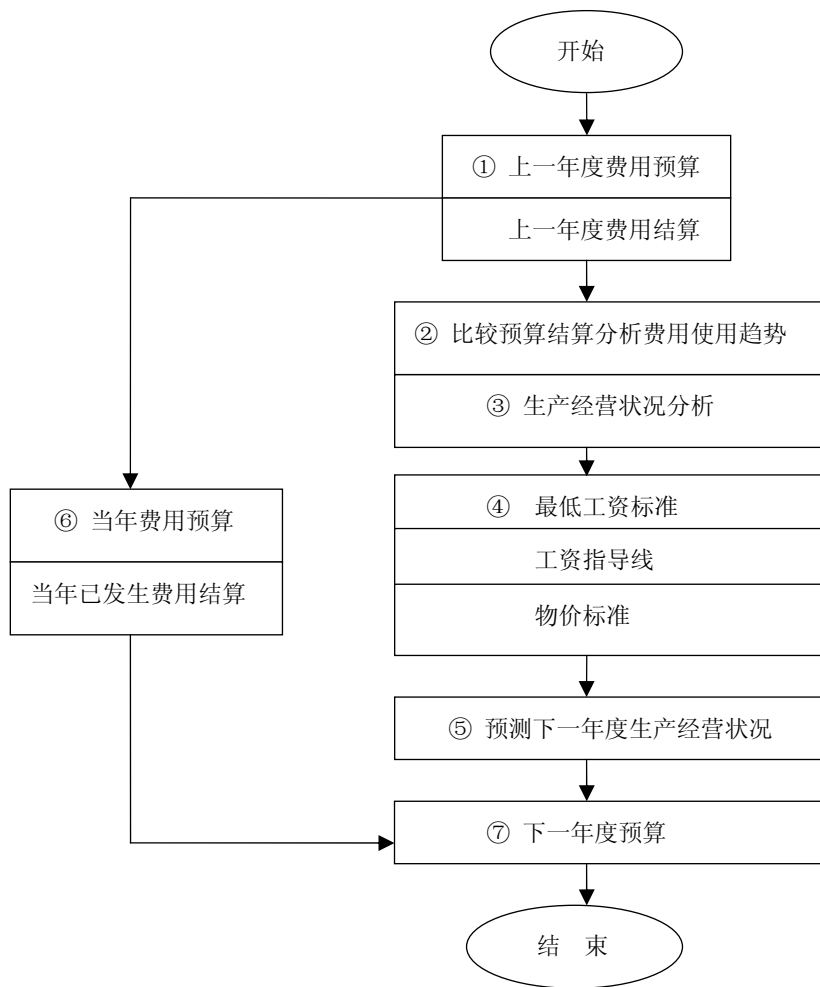 开始
① 上一年度费用预算
上一年度费用结算
② 比较预算结算分析费用使用趋势
③ 生产经营状况分析
④ 最低工资标准
工资指导线
物价标准
⑥ 当年费用预算
当年已发生费用结算
⑤ 预测下一年度生产经营状况
⑦ 下一年度预算
结 束